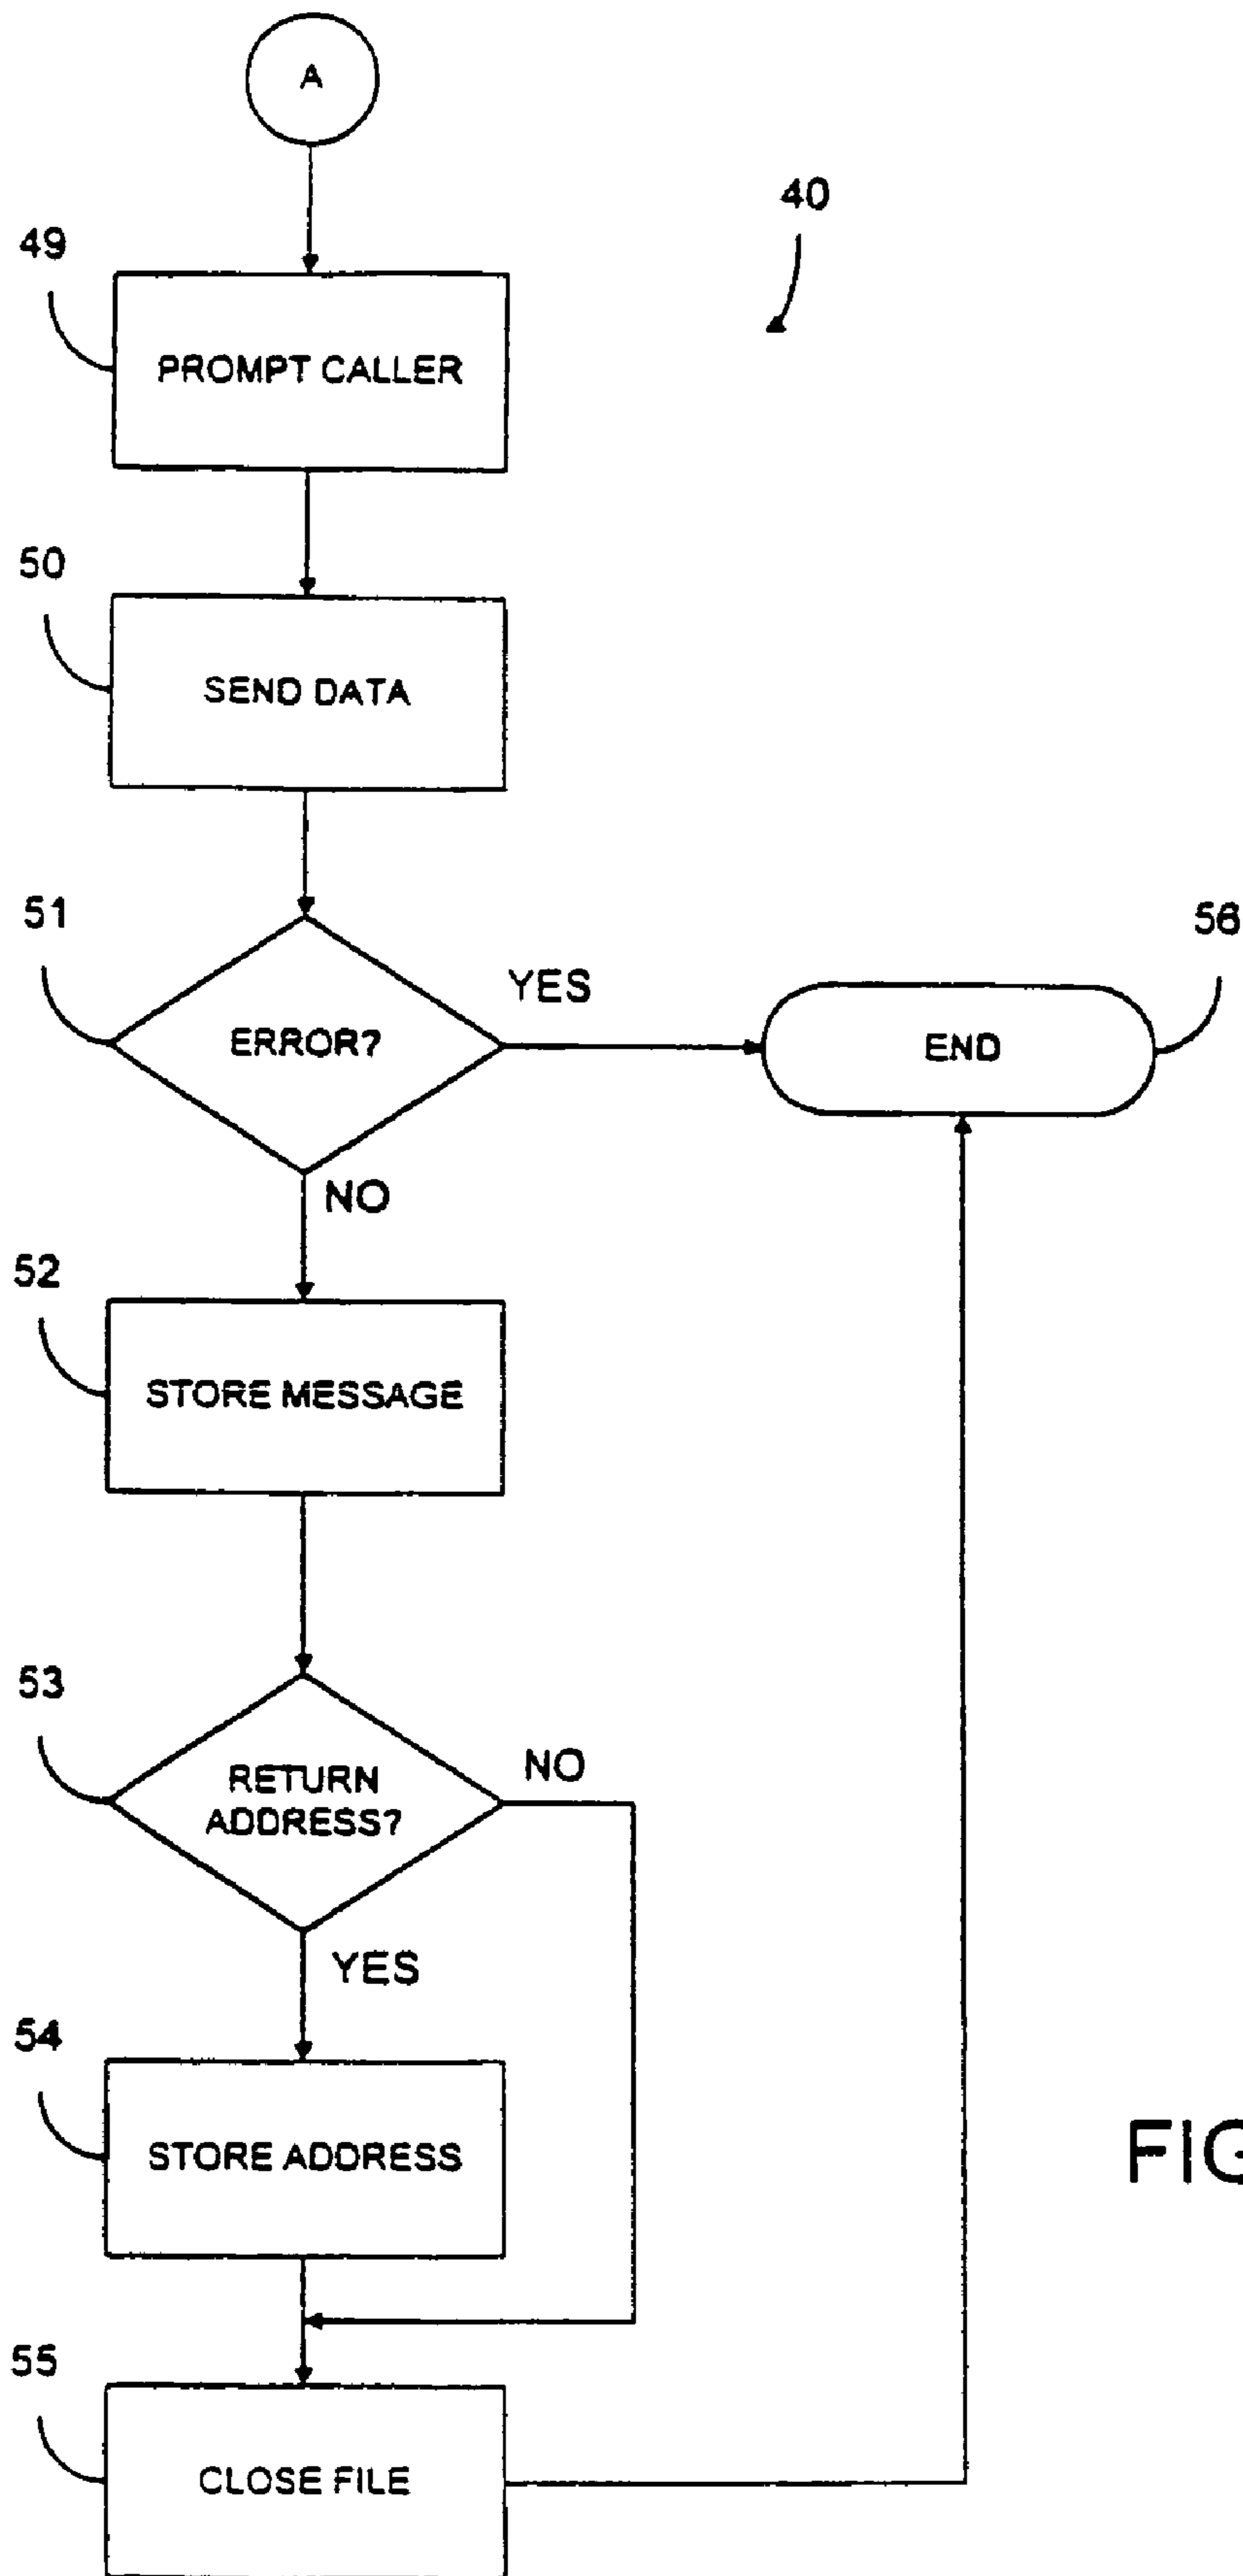 A
40
49
PROMPT CALLER
50
SEND DATA
51
YES
56
ERROR?
END
NO
52
STORE MESSAGE
53
NO
RETURN
ADDRESS?
YES
54
STORE ADDRESS
FIG
55
CLOSE FILE